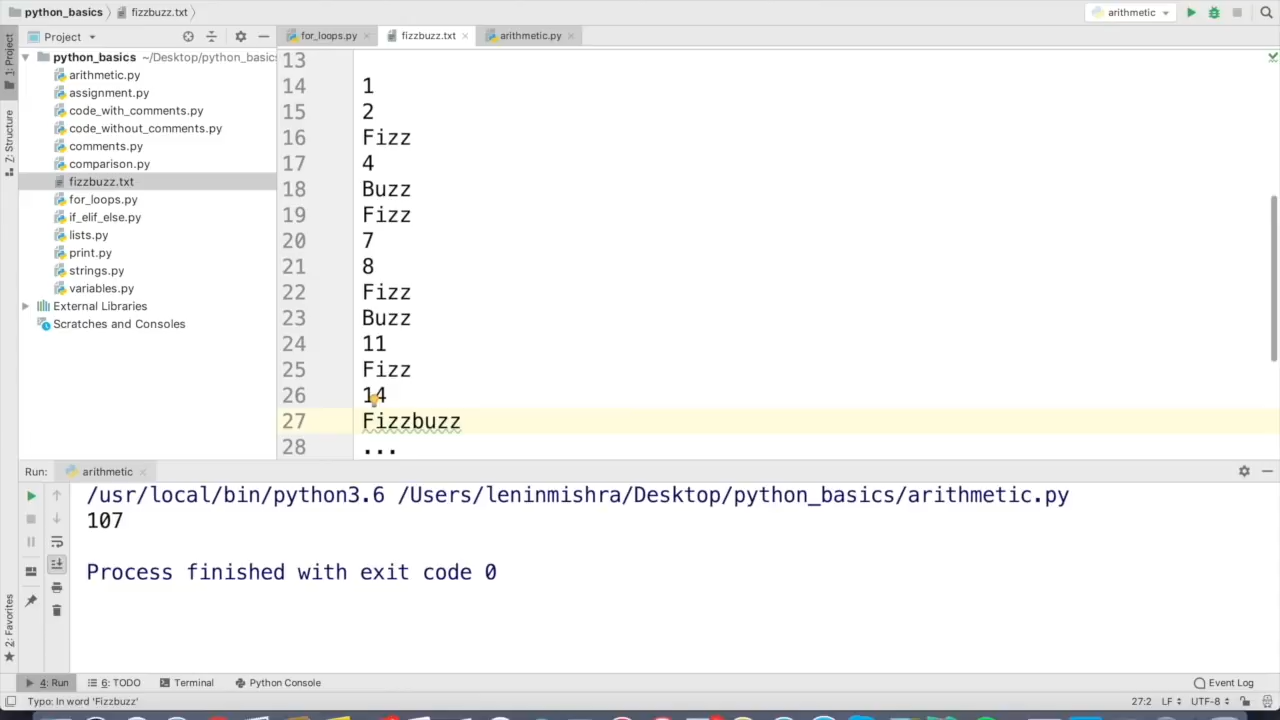 python_basics fizzbuzz.txt arithmetic
1: Project
Project
for_loops.py fizzbuzz.txt arithmetic.py
python_basics ~/Desktop/python_basics
arithmetic.py
assignment.py
code_with_comments.py
code_without_comments.py
comments.py
comparison.py
fizzbuzz.txt
for_loops.py
if_elif_else.py
lists.py
print.py
strings.py
variables.py
External Libraries
Scratches and Consoles
Z: Structure
13
14 1
15 2
16 Fizz
17 4
18 Buzz
19 Fizz
20 7
21 8
22 Fizz
23 Buzz
24 11
25 Fizz
26 14
27 Fizzbuzz
28 ...
Run: arithmetic
/usr/local/bin/python3.6 /Users/leninmishra/Desktop/python_basics/arithmetic.py
107
Process finished with exit code 0
2: Favorites
4: Run 6: TODO Terminal Python Console Event Log
Typo: In word 'Fizzbuzz' 27:2 LF UTF-8